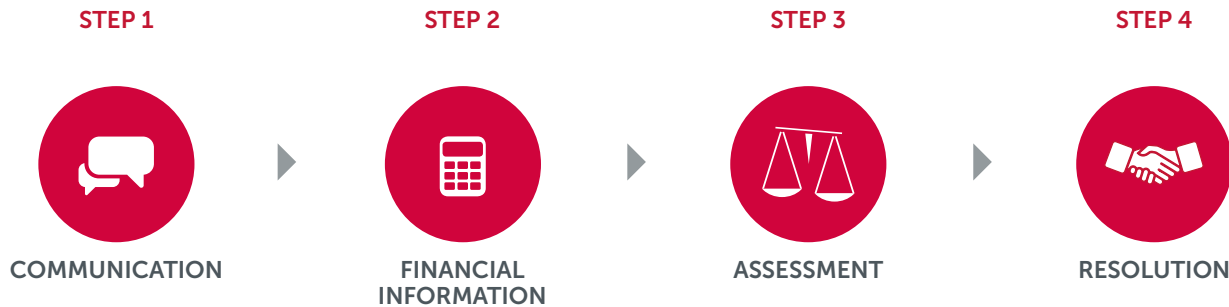 STEP 1
STEP 2
STEP 3
STEP 4
COMMUNICATION
FINANCIAL
INFORMATION
ASSESSMENT
RESOLUTION